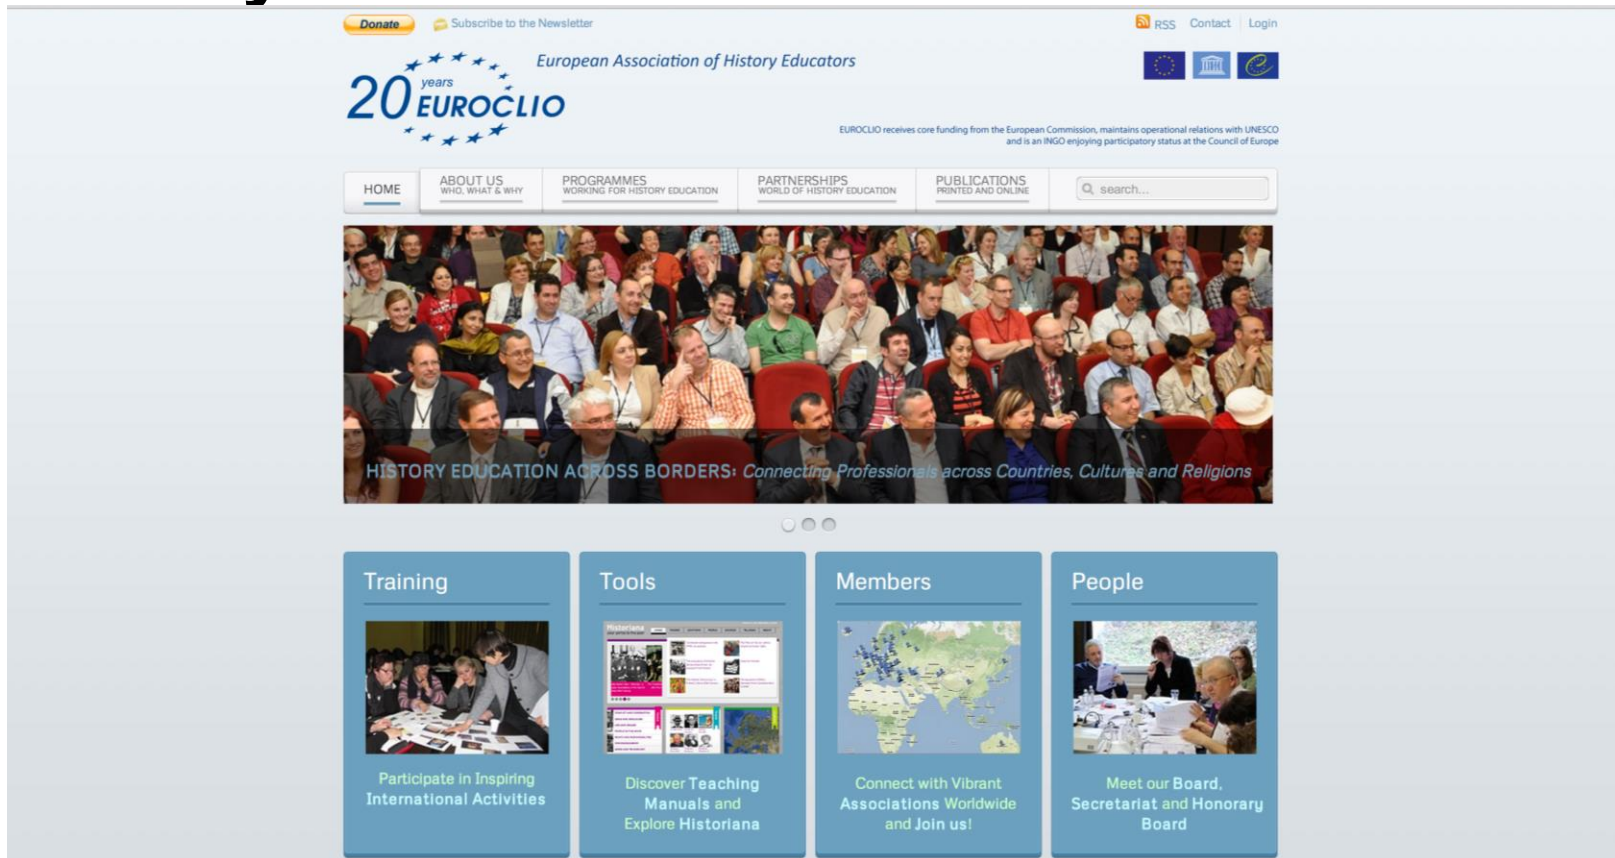 Donate
Subscribe to the Newsletter
RSS
Contact
Login
20 years EUROCLIO
European Association of History Educators
EUROCLIO receives core funding from the European Commission, maintains operational relations with UNESCO
and is an INGO enjoying participatory status at the Council of Europe
HOME
ABOUT US
WHO, WHAT & WHY
PROGRAMMES
WORKING FOR HISTORY EDUCATION
PARTNERSHIPS
WORLD OF HISTORY EDUCATION
PUBLICATIONS
PRINTED AND ONLINE
search...
HISTORY EDUCATION ACROSS BORDERS: Connecting Professionals across Countries, Cultures and Religions
Training
Participate in Inspiring
International Activities
Tools
Historiana
Discover Teaching
Manuals and
Explore Historiana
Members
Connect with Vibrant
Associations Worldwide
and Join us!
People
Meet our Board,
Secretariat and Honorary
Board